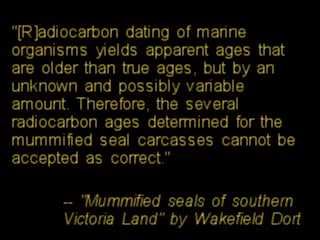 "[R]adiocarbon dating of marine
organisms yields apparent ages that
are older than true ages, but by an
unknown and possibly variable
amount. Therefore, the several
radiocarbon ages determined for the
mummified seal carcasses cannot be
accepted as correct."
-- "Mummified seals of southern
Victoria Land" by Wakefield Dort